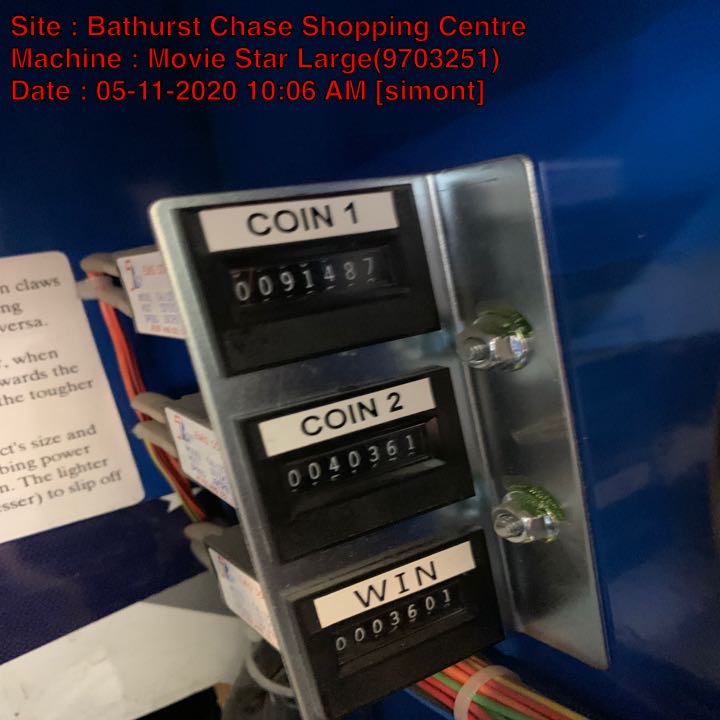 Site : Bathurst Chase Shopping Centre
Machine : Movie Star Large(9703251)
Date : 05-11-2020 10:06 AM [simont]
COIN 1
0091487
COIN 2
0040361
WIN
0003601
n claws
ng
versa.
, when
wards the
the tougher
ct's size and
bing power
n. The lighter
sser) to slip off